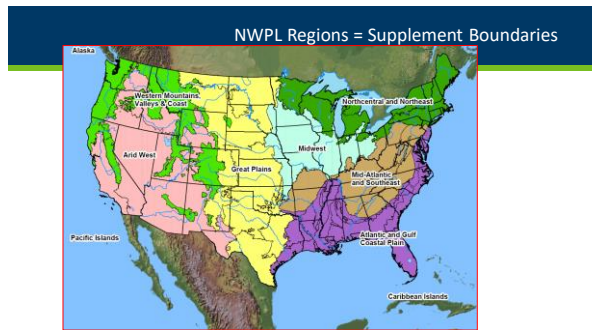 NWPL Regions = Supplement Boundaries
Alaska
Western Mountains,
Valleys & Coast
Northcentral and Northeast
Midwest
Arid West
Great Plains
Mid-Atlantic
and Southeast
Atlantic and Gulf
Coastal Plain
Pacific Islands
Caribbean Islands